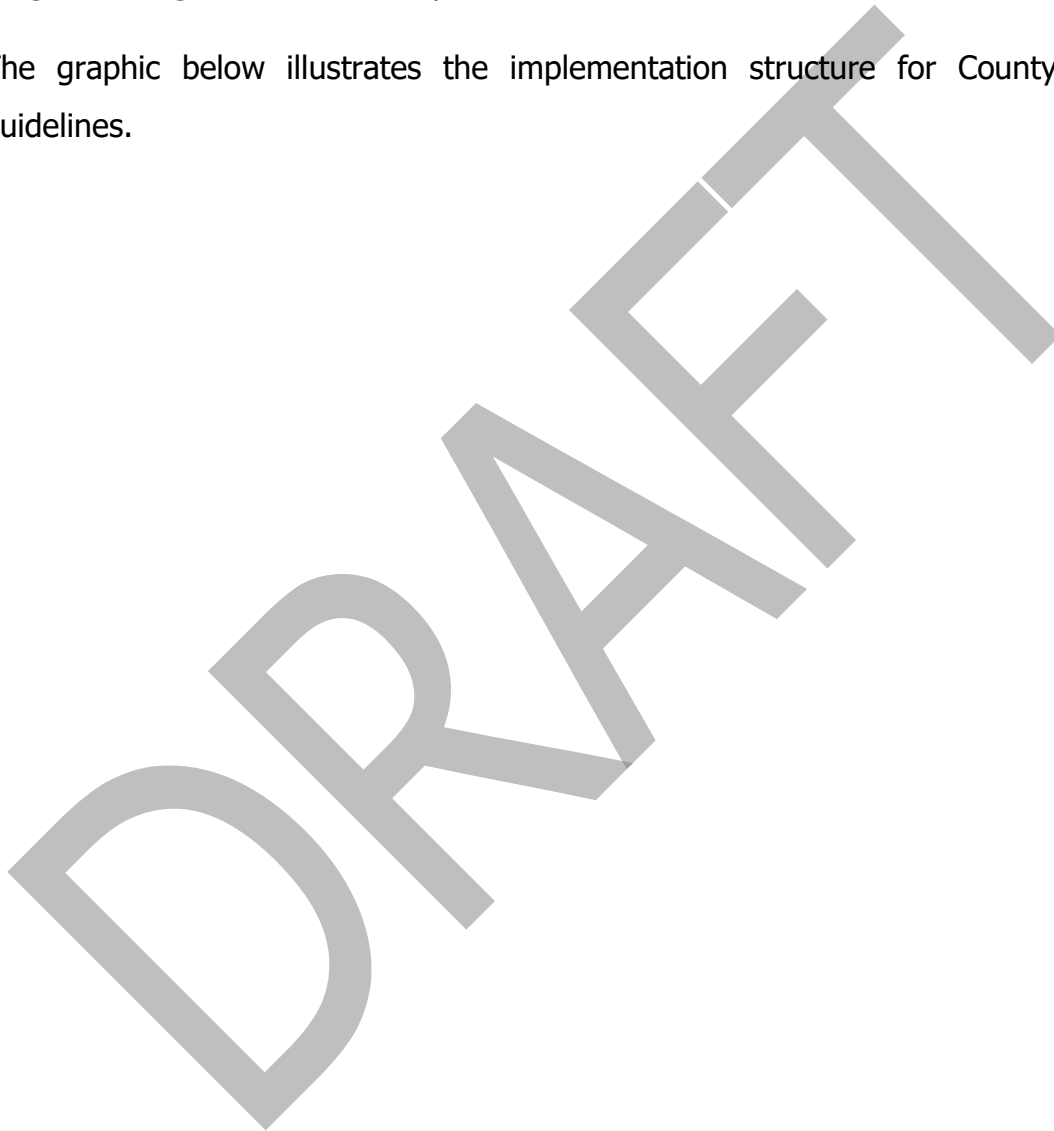 he graphic below illustrates the implementation structure for County
uidelines.
DRAFT